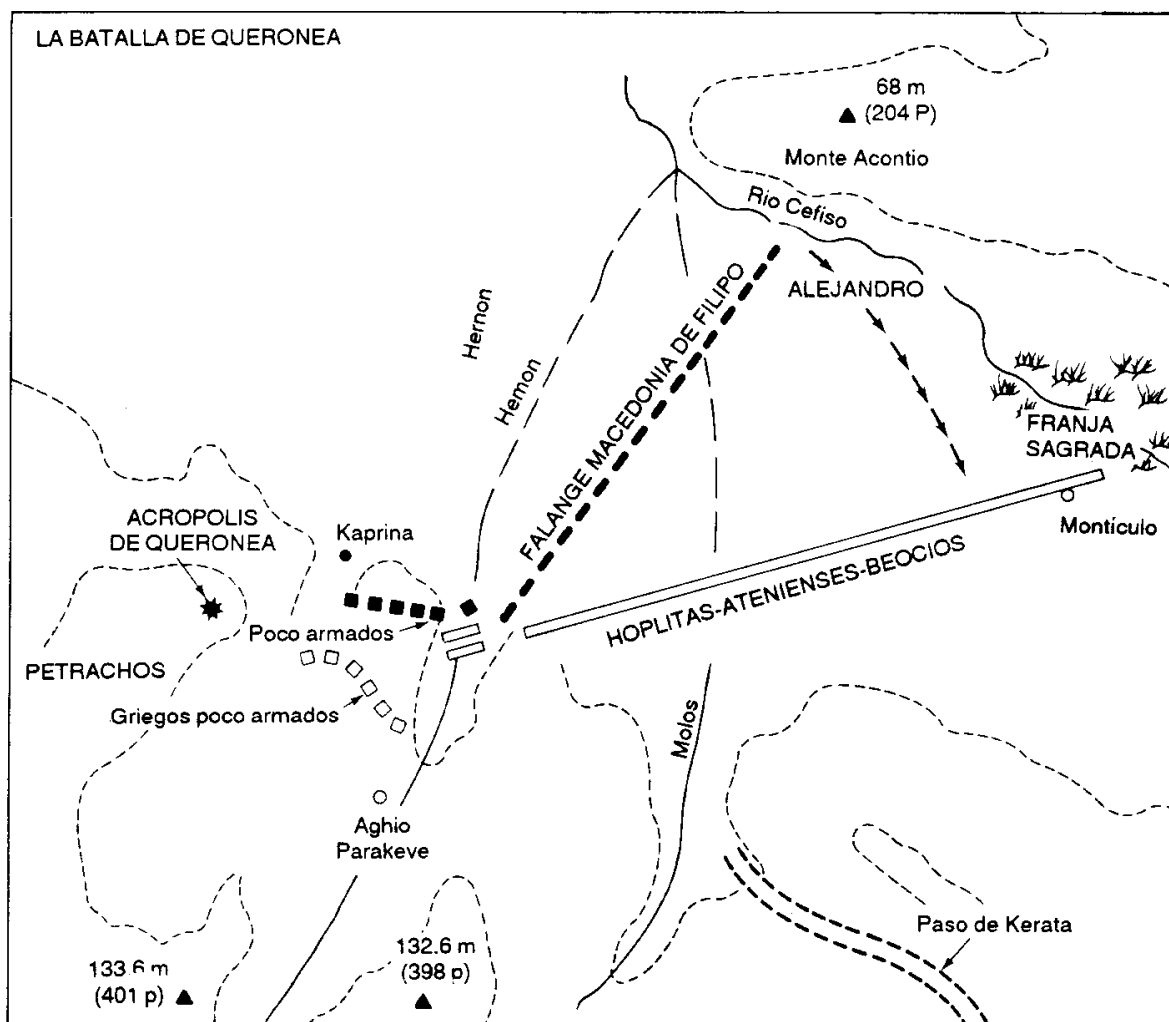 LA BATALLA DE QUERONEA
68 m
(204 P)
Monte Acontio
Rio Cefiso
ALEJANDRO
Hernon
Hemon
FALANGE MACEDONIA DE FILIPO
FRANJA
SAGRADA
Montículo
ACROPOLIS
DE QUERONEA
Kaprina
Poco armados
HOPLITAS-ATENIENSES-BEOCIOS
PETRACHOS
Griegos poco armados
Molos
Aghio
Parakeve
Paso de Kerata
133.6 m
(401 p)
132.6 m
(398 p)